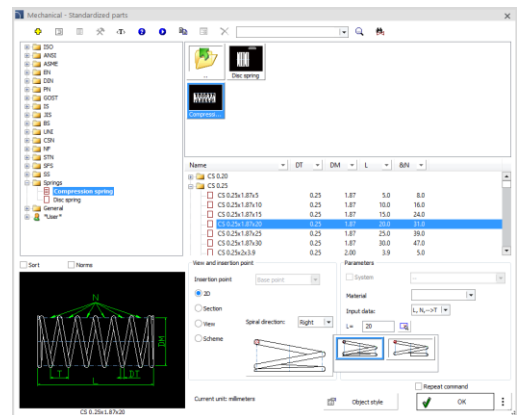 Mechanical - Standardized parts
ISO
ANSI
ASME
EN
DIN
PN
GOST
IS
JIS
BS
UNI
CSN
NF
STN
SFS
SS
Springs
Compression spring
Disc spring
General
*User*
..
Disc spring
Compressi...
Name DT DM L &N
CS 0.20
CS 0.25
CS 0.25x1.87x5 0.25 1.87 5.0 8.0
CS 0.25x1.87x10 0.25 1.87 10.0 16.0
CS 0.25x1.87x15 0.25 1.87 15.0 24.0
CS 0.25x1.87x20 0.25 1.87 20.0 31.0
CS 0.25x1.87x25 0.25 1.87 25.0 39.0
CS 0.25x1.87x30 0.25 1.87 30.0 47.0
CS 0.25x2x3.9 0.25 2.00 3.9 5.0
Sort Norms
View and insertion point
Insertion point Base point
2D
Section
View Spiral direction: Right
Scheme
Parameters
System --
Material
Input data: L, N,->T
L= 20
N
DM
T
LDT
L
CS 0.25x1.87x20
Current unit: millimeters
Object style
Repeat command
OK